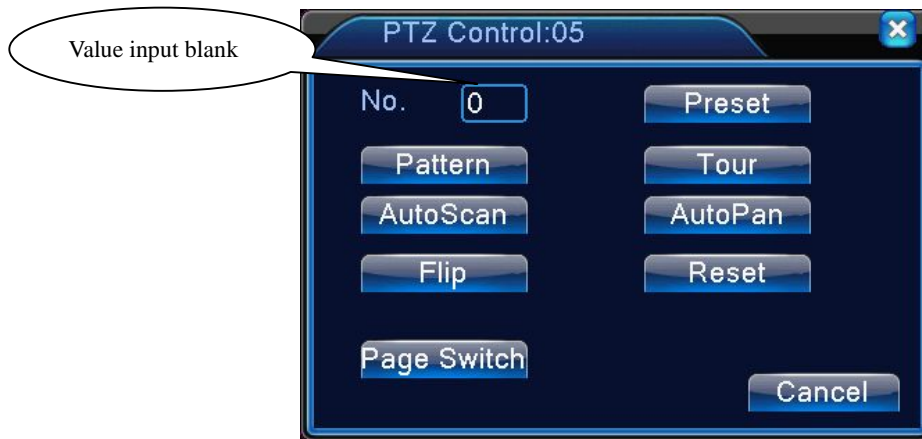 PTZ Control:05
Value input blank
No. 0 Preset
Pattern Tour
AutoScan AutoPan
Flip Reset
Page Switch
Cancel